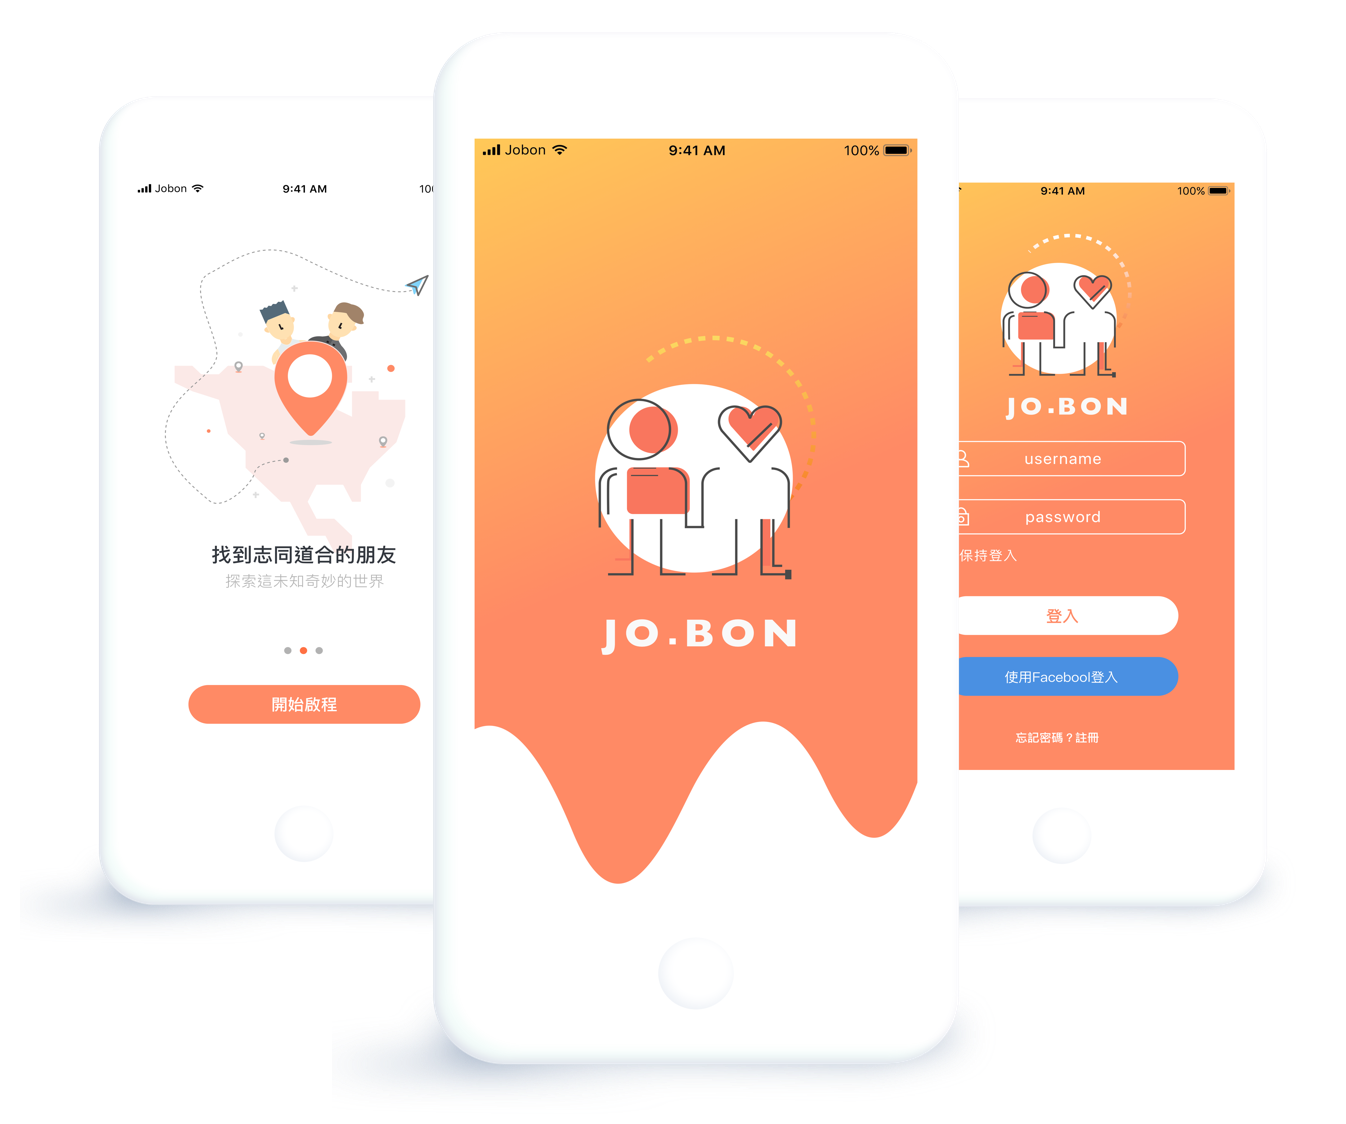 Jobon 9:41 AM 10
找到志同道合的朋友
探索這未知奇妙的世界
開始啟程
Jobon 9:41 AM 100%
JO.BON
9:41 AM 100%
JO.BON
username
password
保持登入
登入
使用Facebool登入
忘記密碼？註冊